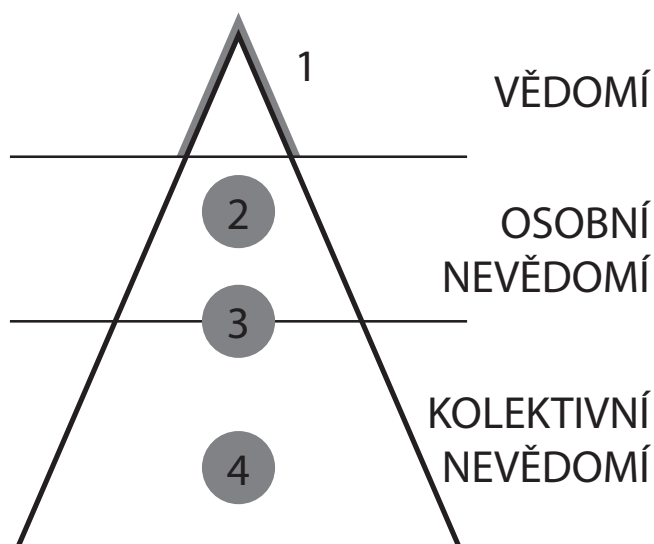 1
VĚDOMÍ
2
OSOBNÍ
NEVĚDOMÍ
3
KOLEKTIVNÍ
NEVĚDOMÍ
4